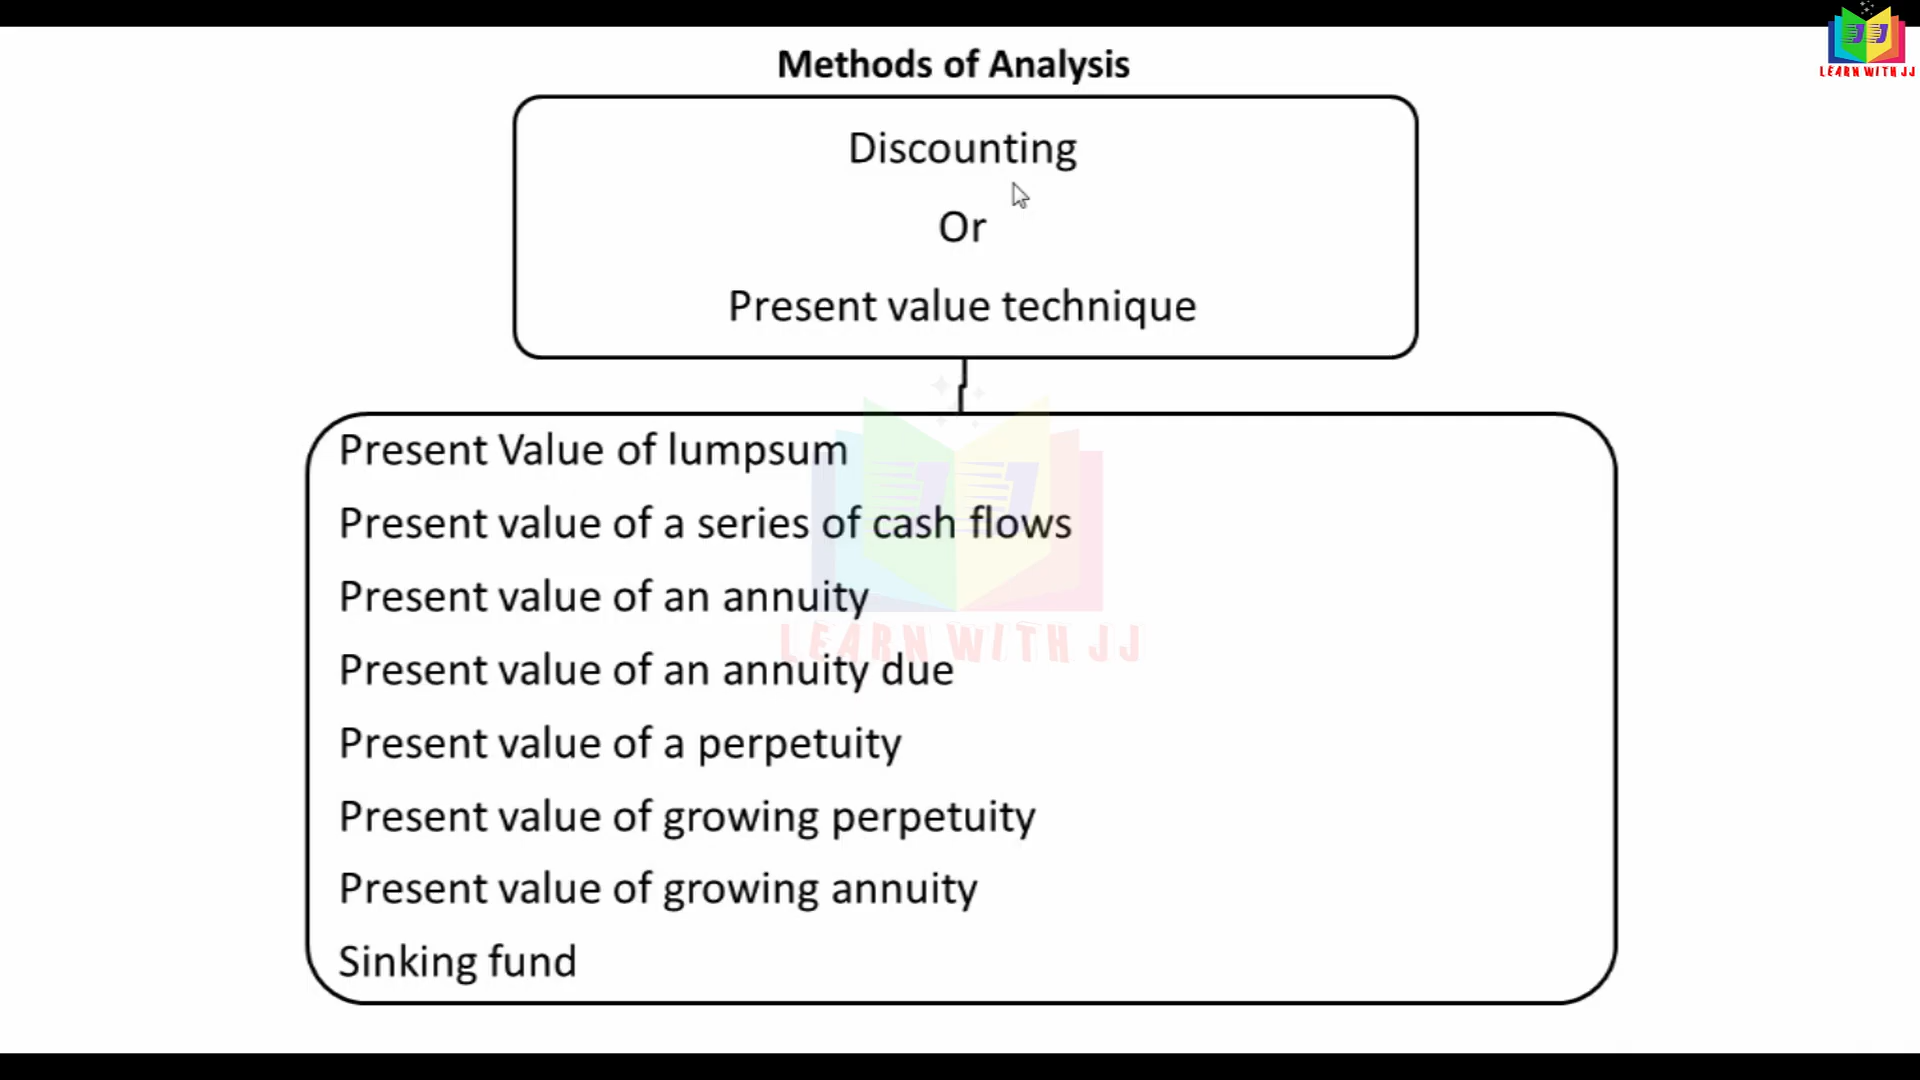 LEARN WITH JJ
Methods of Analysis
Discounting
Or
Present value technique
Present Value of lumpsum
Present value of a series of cash flows
Present value of an annuity
LEARN WITH JJ
Present value of an annuity due
Present value of a perpetuity
Present value of growing perpetuity
Present value of growing annuity
Sinking fund